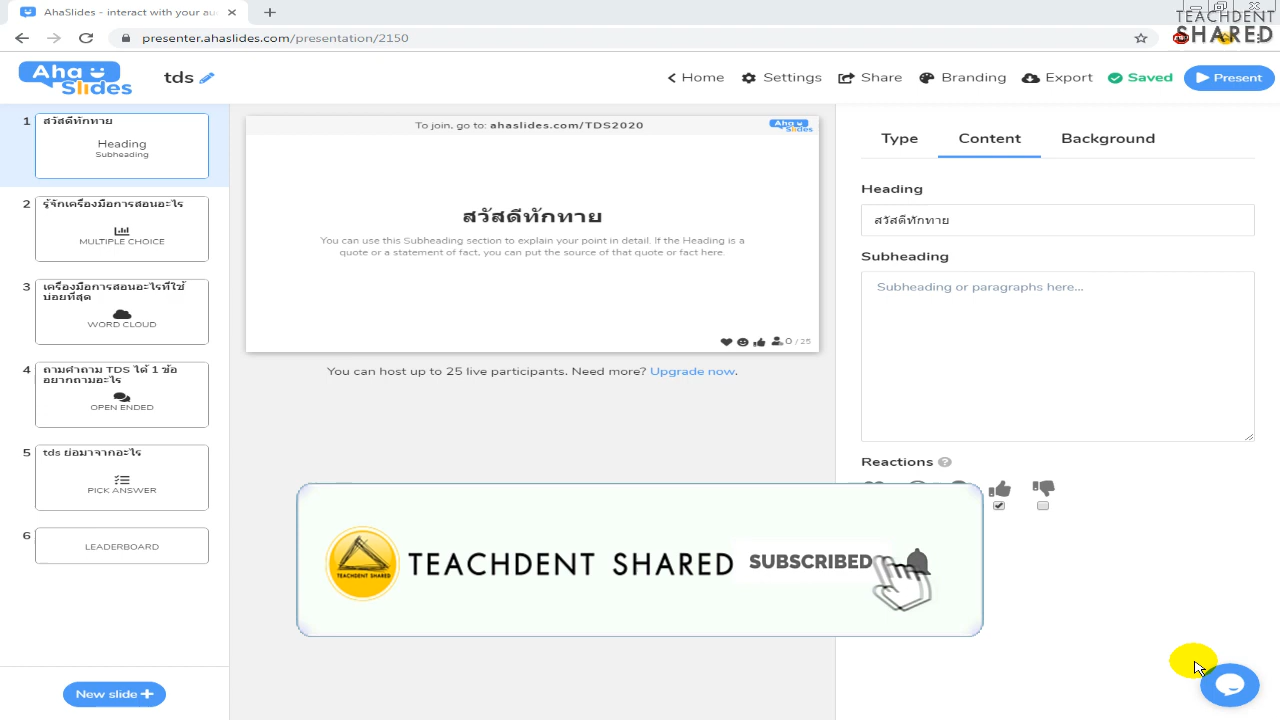 AhaSlides - interact with your au
TEACHDENT
SHARED
presenter.ahaslides.com/presentation/2150
Aha
Slides
tds
Home
Settings
Share
Branding
Export
Saved
Present
1
สวัสดีทักทาย
Heading
Subheading
2
รู้จักเครื่องมือการสอนอะไร
MULTIPLE CHOICE
3
เครื่องมือการสอนอะไรที่ใช้
บ่อยที่สุด
WORD CLOUD
4
ถามคำถาม TDS ได้ 1 ข้อ
อยากถามอะไร
OPEN ENDED
5
tds ย่อมาจากอะไร
PICK ANSWER
6
LEADERBOARD
New slide +
To join, go to: ahaslides.com/TDS2020
Aha
Slides
สวัสดีทักทาย
You can use this Subheading section to explain your point in detail. If the Heading is a
quote or a statement of fact, you can put the source of that quote or fact here.
0 / 25
You can host up to 25 live participants. Need more? Upgrade now.
Type
Content
Background
Heading
สวัสดีทักทาย
Subheading
Subheading or paragraphs here...
Reactions ?
TEACHDENT SHARED
TEACHDENT SHARED
SUBSCRIBED